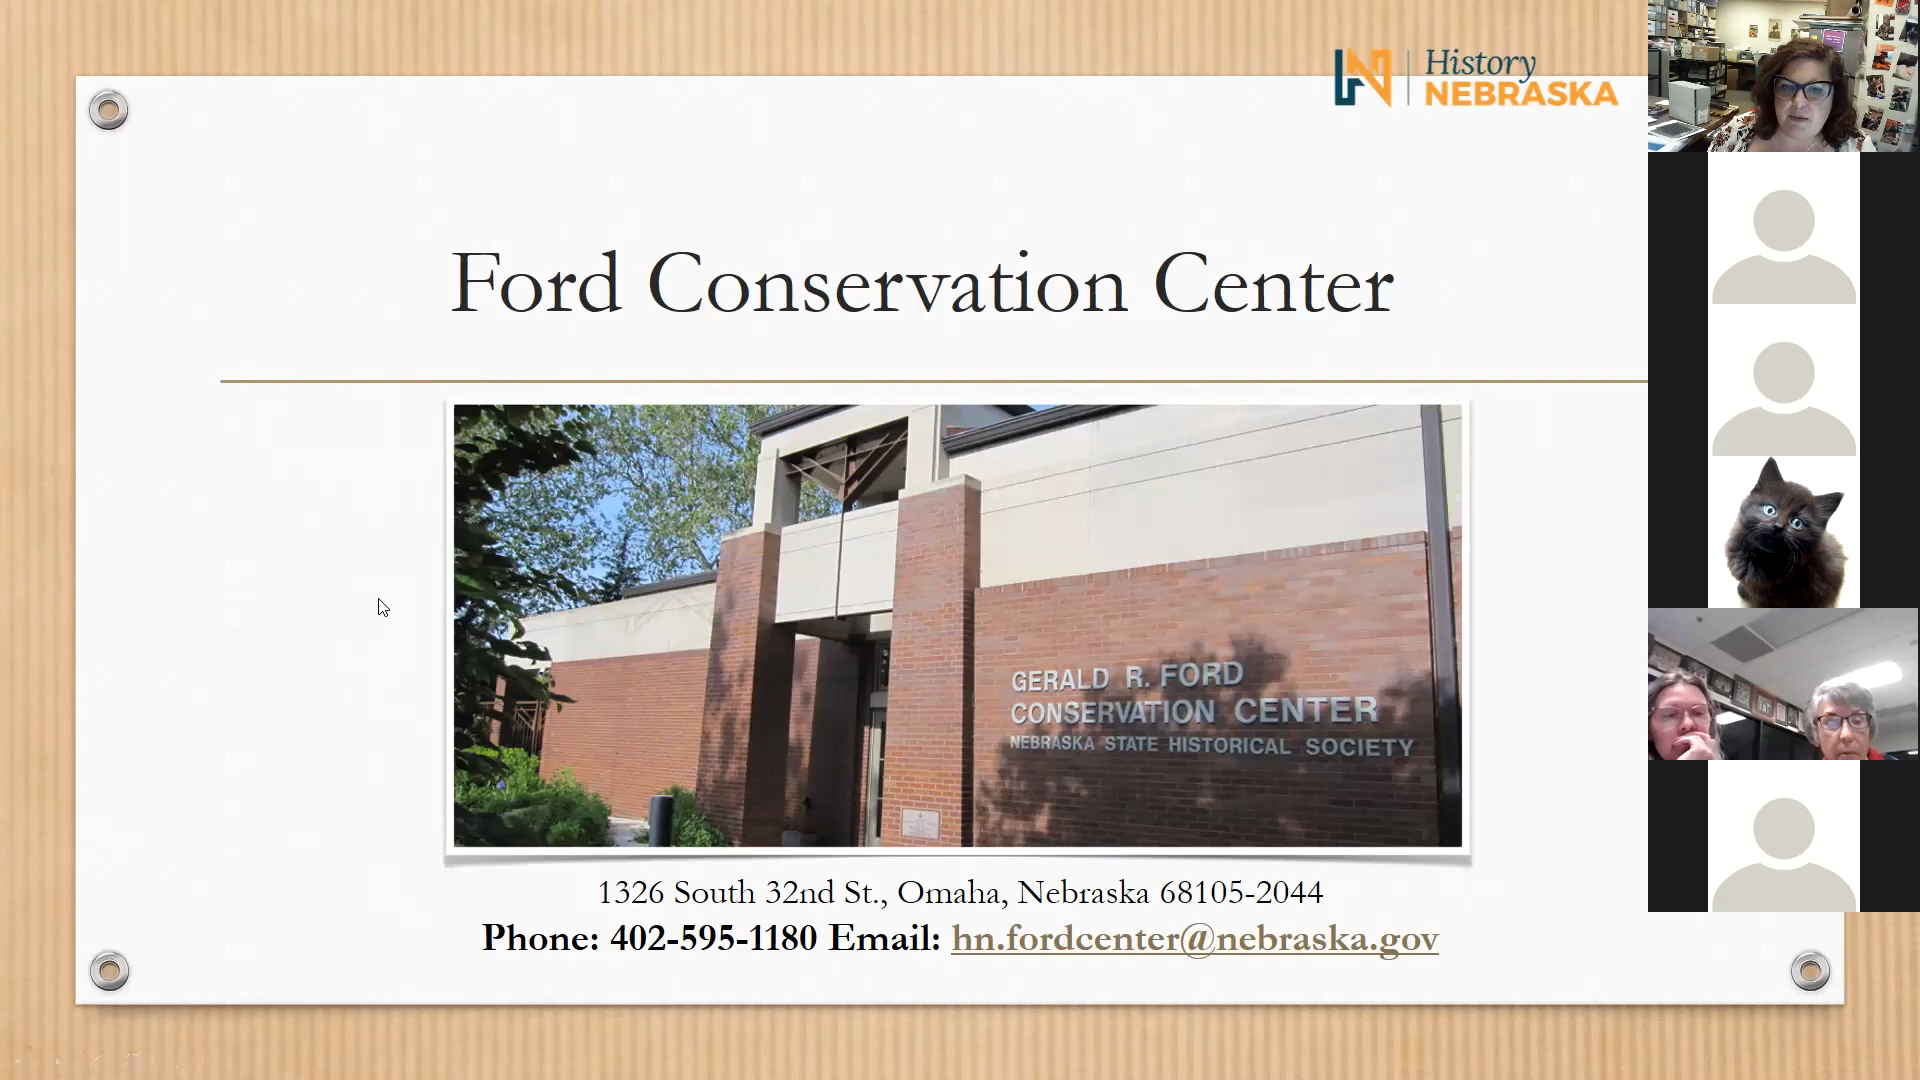 History
NEBRASKA
Ford Conservation Center
GERALD R. FORD
CONSERVATION CENTER
NEBRASKA STATE HISTORICAL SOCIETY
1326 South 32nd St., Omaha, Nebraska 68105-2044
Phone: 402-595-1180 Email: hn.fordcenter@nebraska.gov